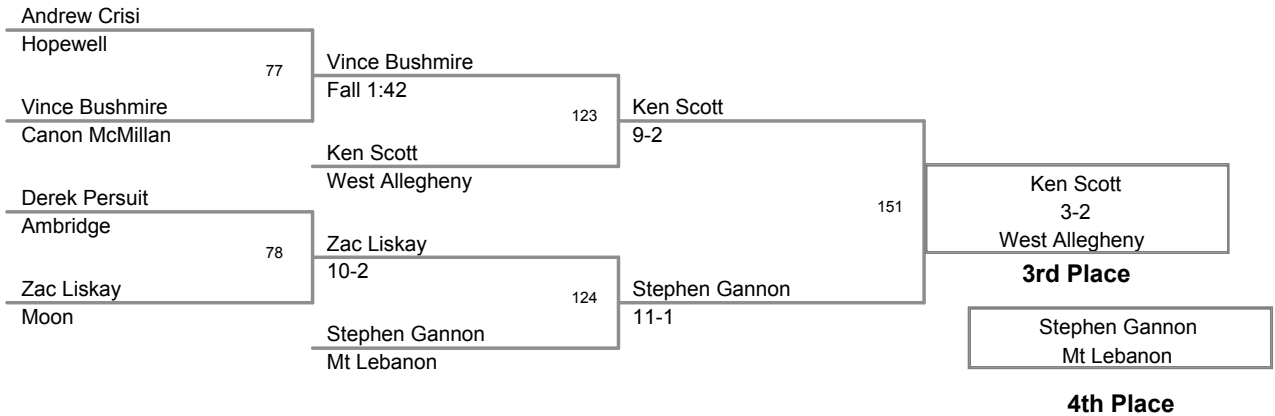 Andrew Crisi
Hopewell
77
Vince Bushmire
Fall 1:42
Vince Bushmire
Canon McMillan
123
Ken Scott
9-2
Ken Scott
West Allegheny
Derek Persuit
Ambridge
78
Zac Liskay
10-2
Zac Liskay
Moon
124
Stephen Gannon
11-1
Stephen Gannon
Mt Lebanon
151
Ken Scott
3-2
West Allegheny
3rd Place
Stephen Gannon
Mt Lebanon
4th Place